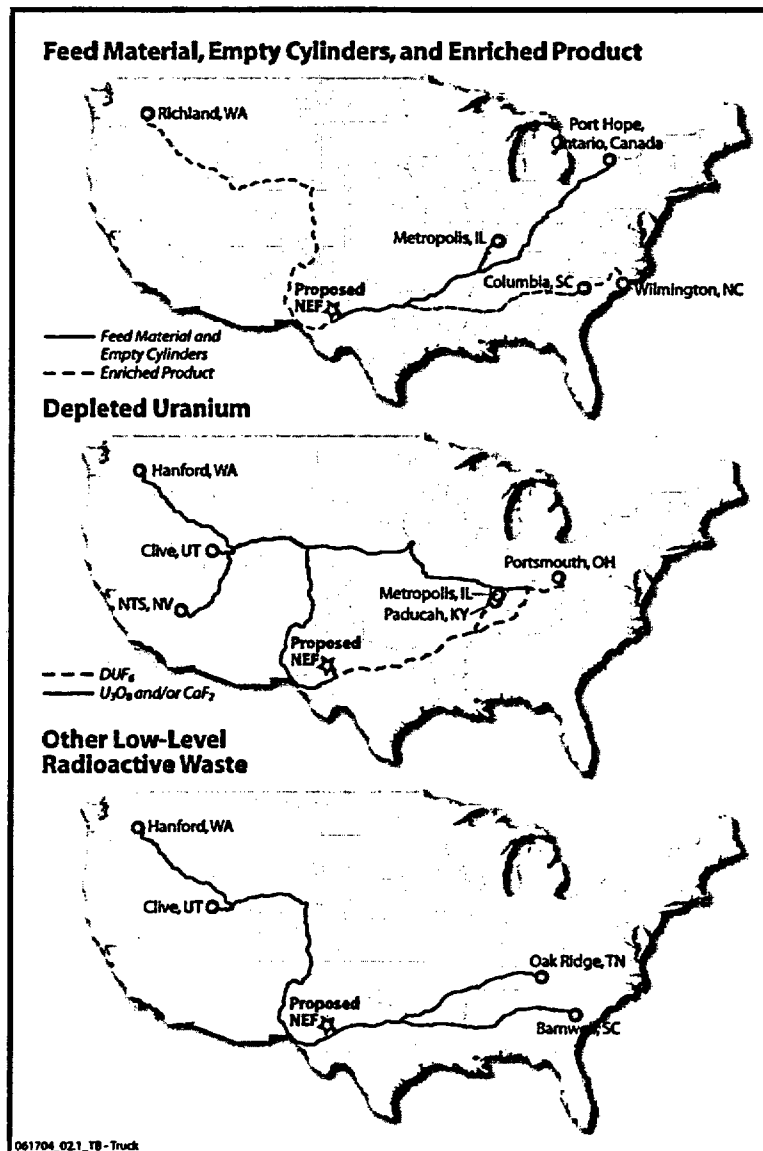 Feed Material, Empty Cylinders, and Enriched Product
Richland, WA
Port Hope,
Ontario, Canada
Metropolis, IL
Columbia, SC
Wilmington, NC
Proposed
NEF
Feed Material and
Empty Cylinders
Enriched Product
Depleted Uranium
Hanford, WA
Clive, UT
Portsmouth, OH
Metropolis, IL
Paducah, KY
NTS, NV
Proposed
NEF
DUF₆
U₃O₈ and/or CaF₂
Other Low-Level
Radioactive Waste
Hanford, WA
Clive, UT
Oak Ridge, TN
Proposed
NEF
Barnwell, SC
061704_02.1_TB - Truck